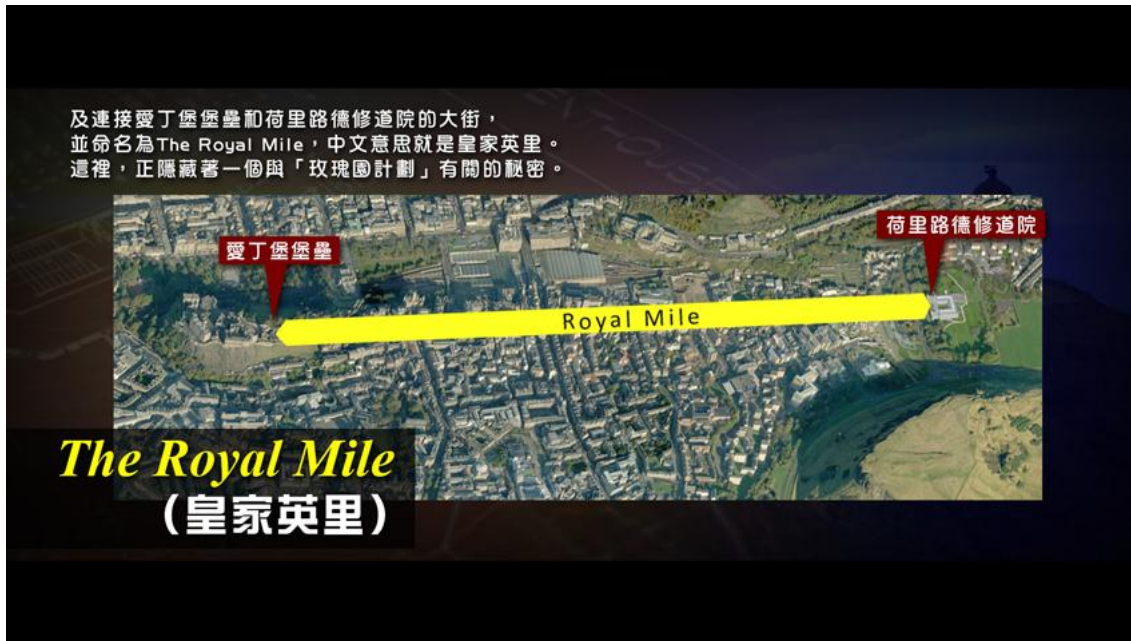 及連接愛丁堡堡壘和荷里路德修道院的大街，
並命名為The Royal Mile，中文意思就是皇家英里。
這裡，正隱藏著一個與「玫瑰園計劃」有關的秘密。
荷里路德修道院
愛丁堡堡壘
Royal Mile
The Royal Mile
（皇家英里）